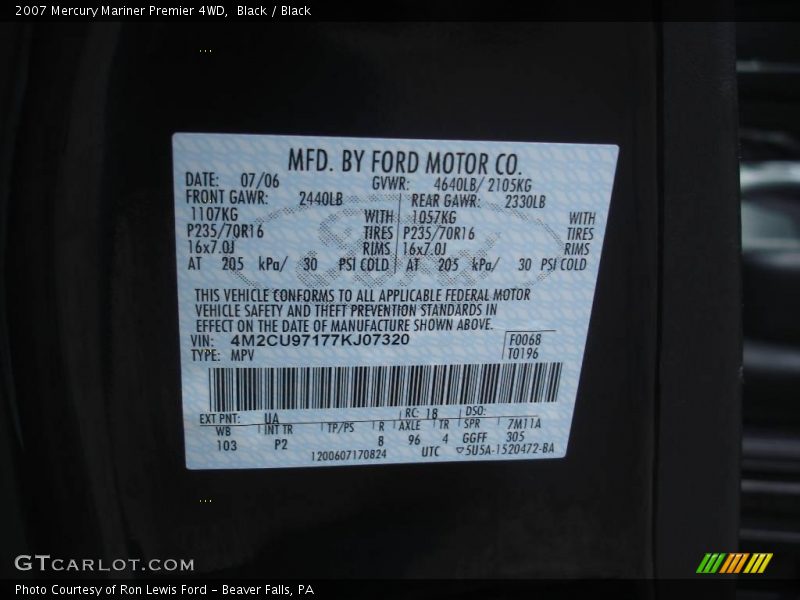 2007 Mercury Mariner Premier 4WD,  Black / Black
MFD. BY FORD MOTOR CO.
DATE: 07/06 GVWR: 4640LB/ 2105KG
FRONT GAWR: 2440LB REAR GAWR: 2330LB
1107KG WITH 1057KG WITH
P235/70R16 TIRES P235/70R16 TIRES
16x7.0J RIMS 16x7.0J RIMS
AT 205 kPa/ 30 PSI COLD AT 205 kPa/ 30 PSI COLD
THIS VEHICLE CONFORMS TO ALL APPLICABLE FEDERAL MOTOR
VEHICLE SAFETY AND THEFT PREVENTION STANDARDS IN
EFFECT ON THE DATE OF MANUFACTURE SHOWN ABOVE.
VIN: 4M2CU97177KJ07320 F0068
TYPE: MPV T0196
EXT PNT: UA RC: 18 DSO:
WB INT TR TP/PS R AXLE TR SPR 7M11A
103 P2 8 96 4 GGFF 305
1200607170824 UTC ▽5U5A-1520472-BA
GTCARLOT.COM
Photo Courtesy of Ron Lewis Ford - Beaver Falls, PA